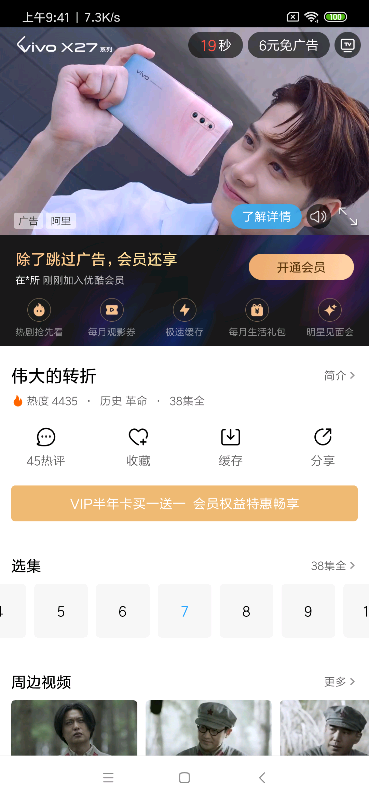 上午9:41 | 7.3K/s
100
vivo X27 系列
19秒
6元免广告
TV
vivo
广告
阿里
了解详情
除了跳过广告，会员还享
在*所 刚刚加入优酷会员
开通会员
热剧抢先看
每月观影券
极速缓存
每月生活礼包
明星见面会
伟大的转折
简介 >
热度 4435 · 历史 革命 · 38集全
45热评
收藏
缓存
分享
VIP半年卡买一送一 会员权益特惠畅享
选集
38集全 >
4 5 6 7 8 9 1
周边视频
更多 >